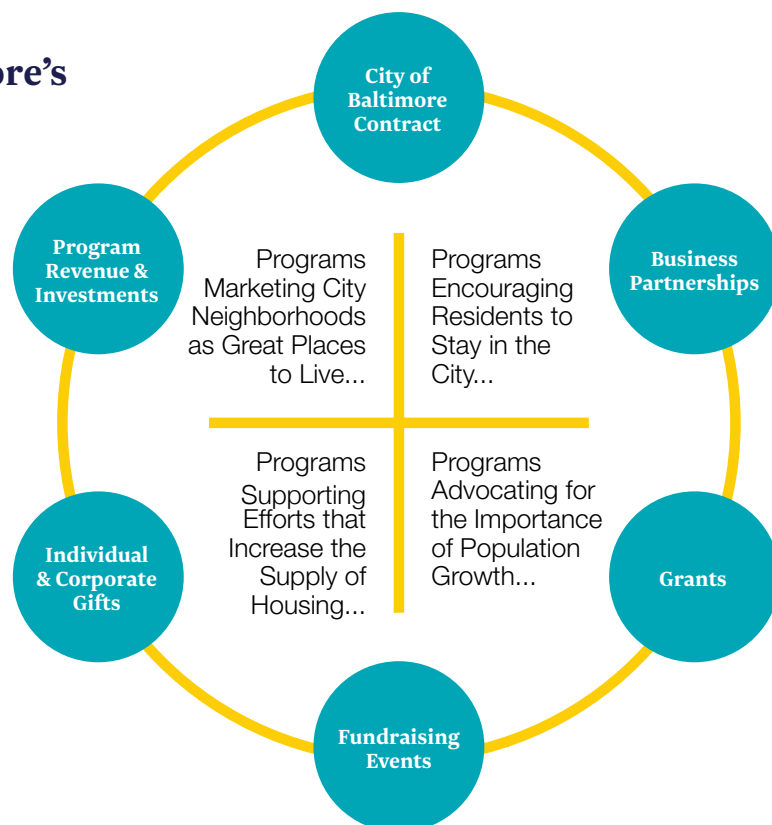 ore's
City of
Baltimore
Contract
Program
Revenue &
Investments
Business
Partnerships
Programs
Marketing City
Neighborhoods
as Great Places
to Live...
Programs
Encouraging
Residents to
Stay in the
City...
Programs
Supporting
Efforts that
Increase the
Supply of
Housing...
Programs
Advocating for
the Importance
of Population
Growth...
Individual
& Corporate
Gifts
Grants
Fundraising
Events